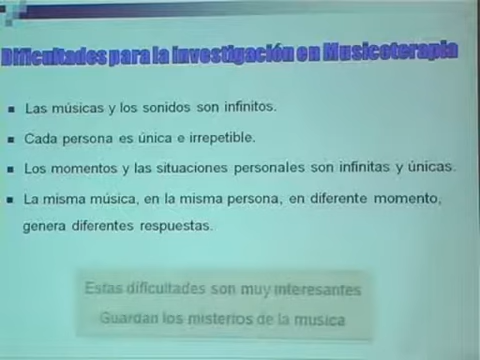 Dificultades para la investigación en Musicoterapia
Las músicas y los sonidos son infinitos.
Cada persona es única e irrepetible.
Los momentos y las situaciones personales son infinitas y únicas.
La misma música, en la misma persona, en diferente momento,
genera diferentes respuestas.
Estas dificultades son muy interesantes
Guardan los misterios de la musica